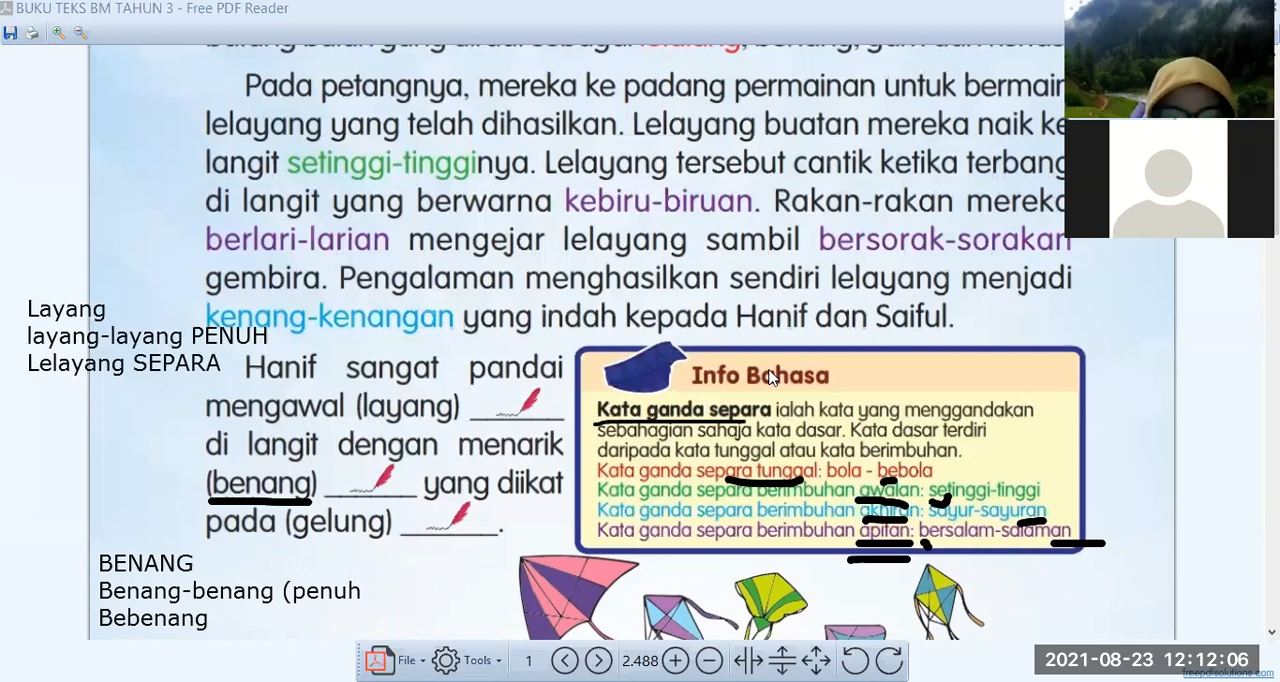 BUKU TEKS BM TAHUN 3 - Free PDF Reader
Pada petangnya, mereka ke padang permainan untuk bermain
lelayang yang telah dihasilkan. Lelayang buatan mereka naik ke
langit setinggi-tingginya. Lelayang tersebut cantik ketika terbang
di langit yang berwarna kebiru-biruan. Rakan-rakan mereka
berlari-larian mengejar lelayang sambil bersorak-sorakan
gembira. Pengalaman menghasilkan sendiri lelayang menjadi
kenang-kenangan yang indah kepada Hanif dan Saiful.
Layang
layang-layang PENUH
Lelayang SEPARA
Hanif sangat pandai
mengawal (layang)
di langit dengan menarik
(benang) yang diikat
pada (gelung) .
Info Bahasa
Kata ganda separa ialah kata yang menggandakan
sebahagian sahaja kata dasar. Kata dasar terdiri
daripada kata tunggal atau kata berimbuhan.
Kata ganda separa tunggal: bola - bebola
Kata ganda separa berimbuhan awalan: setinggi-tinggi
Kata ganda separa berimbuhan akhiran: sayur-sayuran
Kata ganda separa berimbuhan apitan: bersalam-salaman
BENANG
Benang-benang (penuh
Bebenang
File Tools 1 2.488
2021-08-23 12:12:06
freepdfsolutions.com